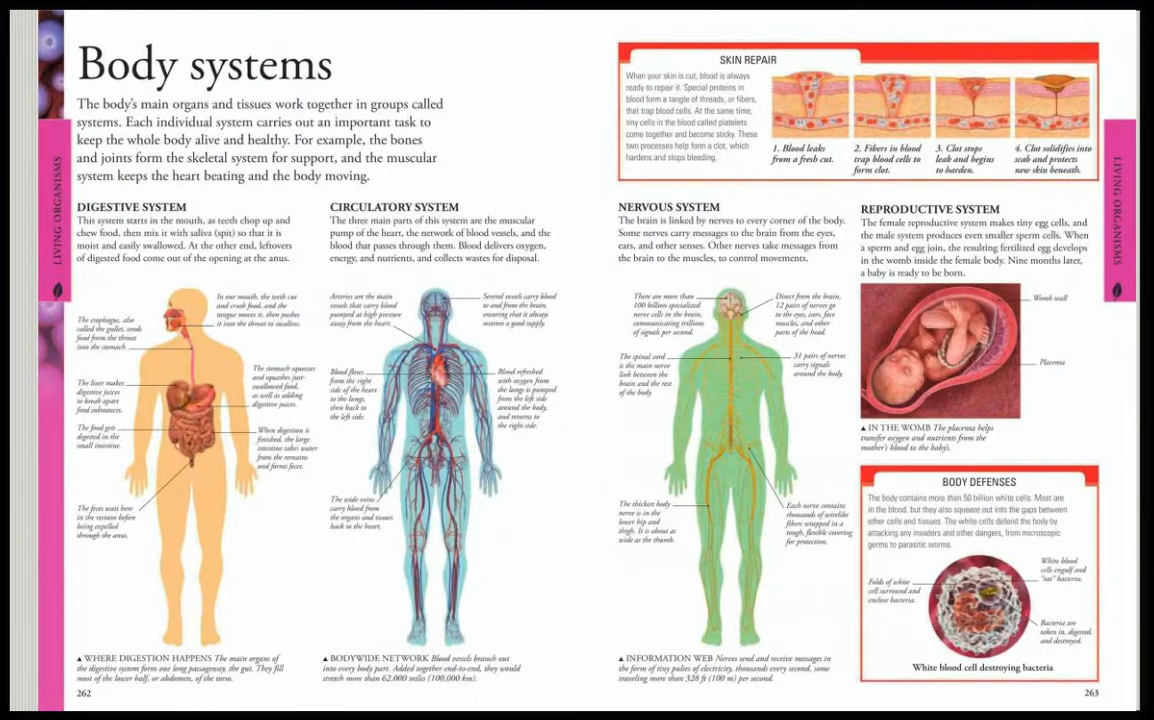 Body systems
The body's main organs and tissues work together in groups called
systems. Each individual system carries out an important task to
keep the whole body alive and healthy. For example, the bones
and joints form the skeletal system for support, and the muscular
system keeps the heart beating and the body moving.
LIVING ORGANISMS
DIGESTIVE SYSTEM
This system starts in the mouth, as teeth chop up and
chew food, then mix it with saliva (spit) so that it is
moist and easily swallowed. At the other end, leftovers
of digested food come out of the opening at the anus.
In our mouth, the teeth cut
and crush food, and the
tongue moves it, then pushes
it into the throat to swallow.
The esophagus, also
called the gullet, sends
food from the throat
into the stomach
The stomach squeezes
and squashes just-
swallowed food,
as well as adding
digestive juices.
The liver makes
digestive juices
to break apart
food substances.
The food gets
digested in the
small intestine.
When digestion is
finished, the large
intestine takes water
from the remains
and forms feces.
The feces wait here
in the rectum before
being expelled
through the anus.
▲ WHERE DIGESTION HAPPENS The main organs of
the digestive system form one long passageway, the gut. They fill
most of the lower half, or abdomen, of the torso.
262
CIRCULATORY SYSTEM
The three main parts of this system are the muscular
pump of the heart, the network of blood vessels, and the
blood that passes through them. Blood delivers oxygen,
energy, and nutrients, and collects wastes for disposal.
Arteries are the main
vessels that carry blood
pumped at high pressure
away from the heart.
Several vessels carry blood
to and from the brain,
ensuring that it always
receives a good supply.
Blood flows
from the right
side of the heart
to the lungs,
then back to
the left side.
Blood refreshed
with oxygen from
the lungs is pumped
from the left side
around the body,
and returns to
the right side.
The wide veins
carry blood from
the organs and tissues
back to the heart.
▲ BODYWIDE NETWORK Blood vessels branch out
into every body part. Added together end-to-end, they would
stretch more than 62,000 miles (100,000 km).
SKIN REPAIR
When your skin is cut, blood is always
ready to repair it. Special proteins in
blood form a tangle of threads, or fibers,
that trap blood cells. At the same time,
tiny cells in the blood called platelets
come together and become sticky. These
two processes help form a clot, which
hardens and stops bleeding.
1. Blood leaks
from a fresh cut.
2. Fibers in blood
trap blood cells to
form clot.
3. Clot stops
leak and begins
to harden.
4. Clot solidifies into
scab and protects
new skin beneath.
NERVOUS SYSTEM
The brain is linked by nerves to every corner of the body.
Some nerves carry messages to the brain from the eyes,
ears, and other senses. Other nerves take messages from
the brain to the muscles, to control movements.
There are more than
100 billion specialized
nerve cells in the brain,
communicating trillions
of signals per second.
Direct from the brain,
12 pairs of nerves go
to the eyes, ears, face
muscles, and other
parts of the head.
The spinal cord
is the main nerve
link between the
brain and the rest
of the body.
31 pairs of nerves
carry signals
around the body.
The thickest body
nerve is in the
lower hip and
thigh. It is about as
wide as the thumb.
Each nerve contains
thousands of wirelike
fibers wrapped in a
tough, flexible covering
for protection.
▲ INFORMATION WEB Nerves send and receive messages in
the form of tiny pulses of electricity, thousands every second, some
traveling more than 328 ft (100 m) per second.
REPRODUCTIVE SYSTEM
The female reproductive system makes tiny egg cells, and
the male system produces even smaller sperm cells. When
a sperm and egg join, the resulting fertilized egg develops
in the womb inside the female body. Nine months later,
a baby is ready to be born.
Womb wall
Placenta
▲ IN THE WOMB The placenta helps
transfer oxygen and nutrients from the
mother's blood to the baby's.
BODY DEFENSES
The body contains more than 50 billion white cells. Most are
in the blood, but they also squeeze out into the gaps between
other cells and tissues. The white cells defend the body by
attacking any invaders and other dangers, from microscopic
germs to parasitic worms.
White blood
cells engulf and
"eat" bacteria.
Folds of white
cell surround and
enclose bacteria.
Bacteria are
taken in, digested,
and destroyed.
White blood cell destroying bacteria
263
LIVING ORGANISMS